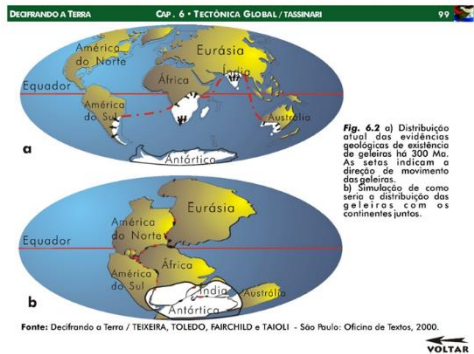 DECIFRANDO A TERRA CAP. 6 • TECTÔNICA GLOBAL / TASSINARI 99
América
do Norte
Eurásia
Índia
Equador
África
América
do Sul
Austrália
Antártica
a
Fig. 6.2 a) Distribuição
atual das evidências
geológicas de existência
de geleiras há 300 Ma.
As setas indicam a
direção de movimento
das geleiras.
b) Simulação de como
seria a distribuição das
geleiras com os
continentes juntos.
Eurásia
América
do Norte
Equador
África
América
do Sul
Índia
Austrália
Antártica
b
Fonte: Decifrando a Terra / TEIXEIRA, TOLEDO, FAIRCHILD e TAIOLI - São Paulo: Oficina de Textos, 2000.
VOLTAR